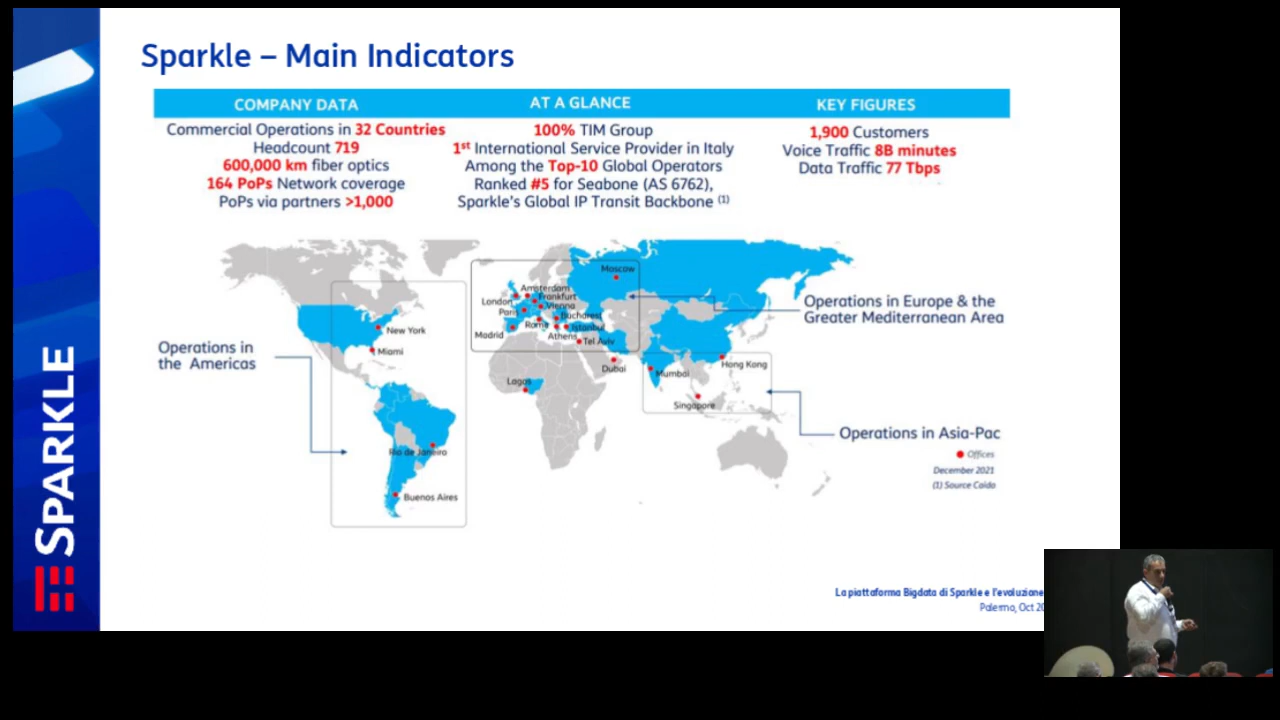 Sparkle – Main Indicators
COMPANY DATA
Commercial Operations in 32 Countries
Headcount 719
600,000 km fiber optics
164 PoPs Network coverage
PoPs via partners >1,000
AT A GLANCE
100% TIM Group
1st International Service Provider in Italy
Among the Top-10 Global Operators
Ranked #5 for Seabone (AS 6762),
Sparkle's Global IP Transit Backbone (1)
KEY FIGURES
1,900 Customers
Voice Traffic 8B minutes
Data Traffic 77 Tbps
Operations in
the Americas
New York
Miami
Rio de Janeiro
Buenos Aires
Moscow
Amsterdam
London
Frankfurt
Vienna
Paris
Bucharest
Rome
Istanbul
Madrid
Athens
Tel Aviv
Lagos
Dubai
Mumbai
Hong Kong
Singapore
Operations in Europe & the
Greater Mediterranean Area
Operations in Asia-Pac
Offices
December 2021
(1) Source Caida
SPARKLE
La piattaforma Bigdata di Sparkle e l'evoluzione
Palermo, Oct 20